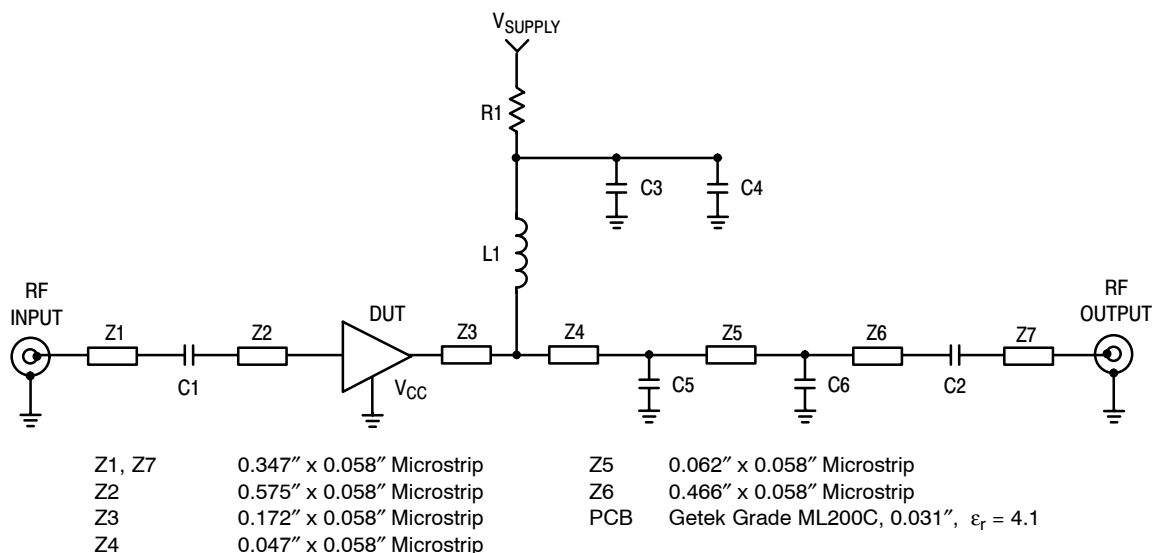 V_SUPPLY
R1
C3
C4
L1
RF
INPUT
Z1
C1
Z2
DUT
V_CC
Z3
Z4
C5
Z5
C6
Z6
C2
Z7
RF
OUTPUT
Z1, Z7 0.347″ x 0.058″ Microstrip
Z2 0.575″ x 0.058″ Microstrip
Z3 0.172″ x 0.058″ Microstrip
Z4 0.047″ x 0.058″ Microstrip
Z5 0.062″ x 0.058″ Microstrip
Z6 0.466″ x 0.058″ Microstrip
PCB Getek Grade ML200C, 0.031″, ε_r = 4.1